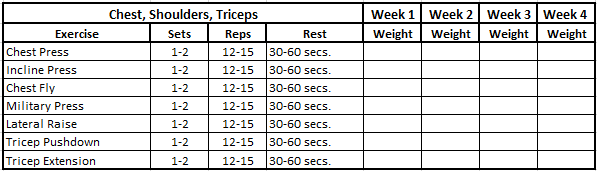 Chest, Shoulders, Triceps Week 1 Week 2 Week 3 Week 4
Exercise Sets Reps Rest Weight Weight Weight Weight
Chest Press 1-2 12-15 30-60 secs.
Incline Press 1-2 12-15 30-60 secs.
Chest Fly 1-2 12-15 30-60 secs.
Military Press 1-2 12-15 30-60 secs.
Lateral Raise 1-2 12-15 30-60 secs.
Tricep Pushdown 1-2 12-15 30-60 secs.
Tricep Extension 1-2 12-15 30-60 secs.